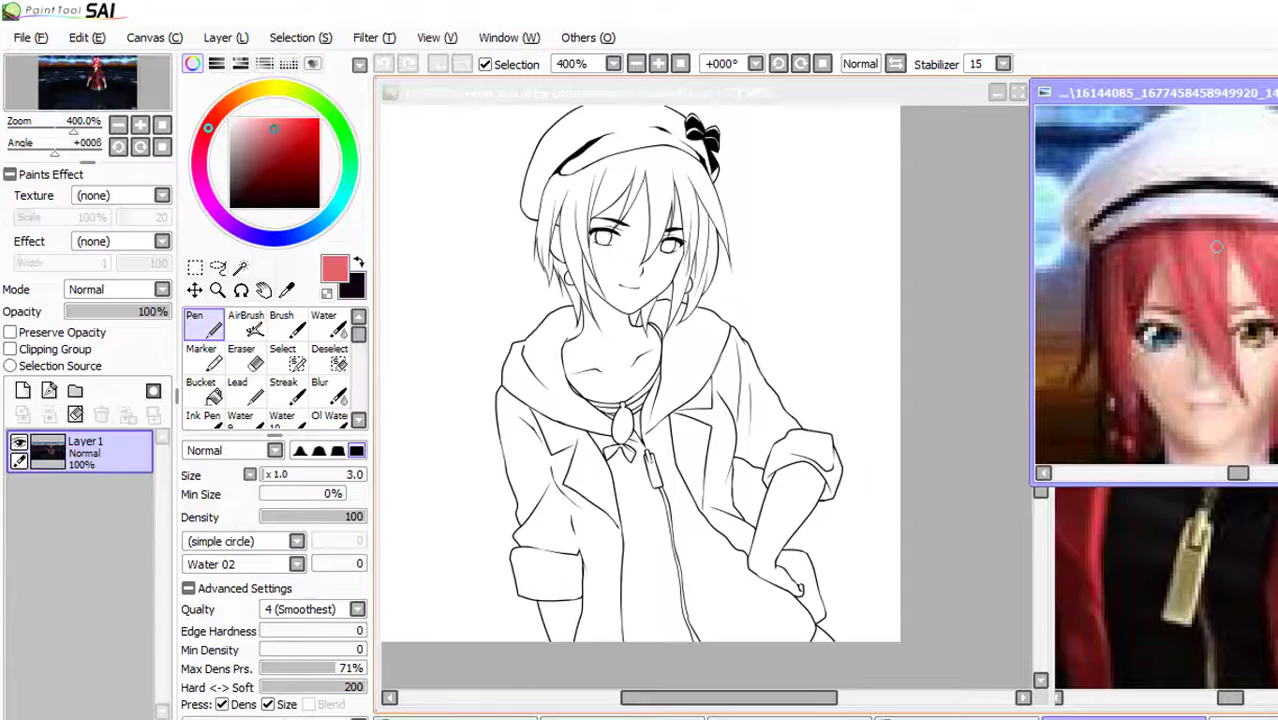 PaintTool SAI
File (F) Edit (E) Canvas (C) Layer (L) Selection (S) Filter (T) View (V) Window (W) Others (O)
Selection 400% +000° Normal Stabilizer 15
...\16144085_1677458458949920_14
Zoom 400.0%
Angle +000θ
Paints Effect
Texture (none)
Scale 100% 20
Effect (none)
Width 1 100
Mode Normal
Opacity 100%
Preserve Opacity
Clipping Group
Selection Source
Layer1
Normal
100%
Pen AirBrush Brush Water
Marker Eraser Select Deselect
Bucket Lead Streak Blur
Ink Pen Water Water Ol Wate
Normal
Size x 1.0 3.0
Min Size 0%
Density 100
(simple circle) 0
Water 02 0
Advanced Settings
Qualty 4 (Smoothest)
Edge Hardness 0
Min Density 0
Max Dens Prs. 71%
Hard <-> Soft 200
Press: Dens Size Blend